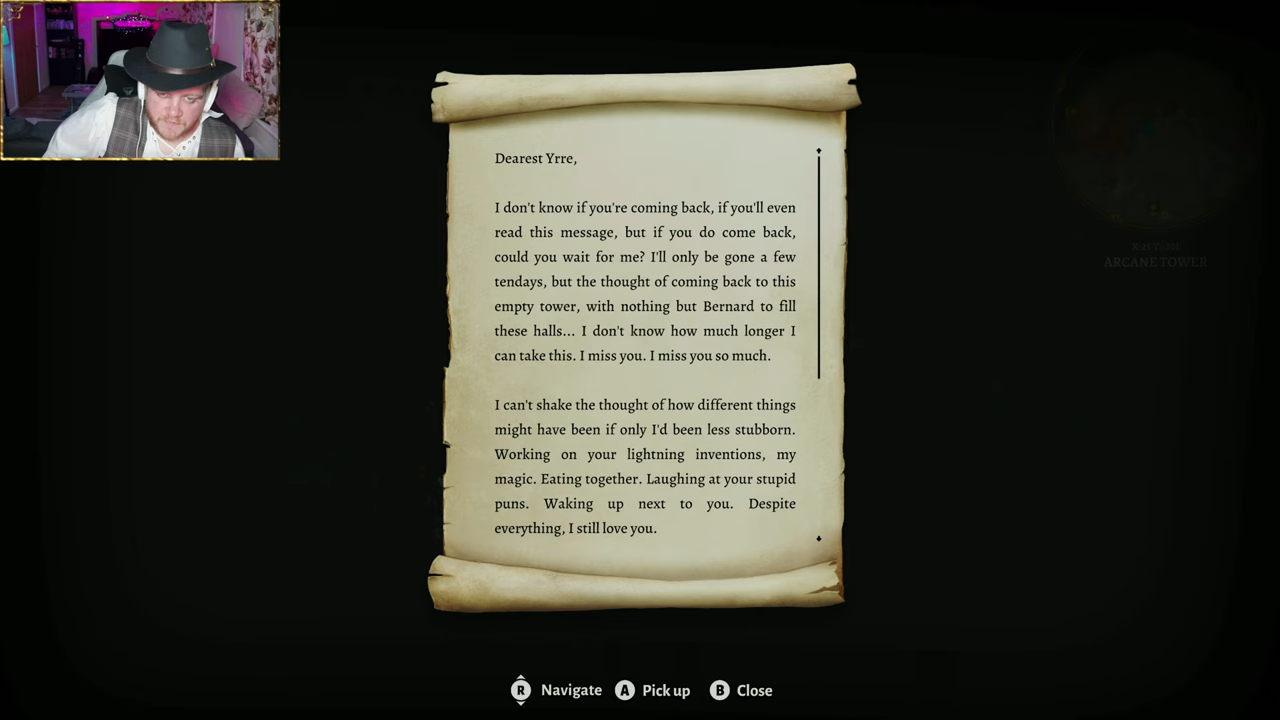 Dearest Yrre,
I don't know if you're coming back, if you'll even
read this message, but if you do come back,
could you wait for me? I'll only be gone a few
tendays, but the thought of coming back to this
empty tower, with nothing but Bernard to fill
these halls... I don't know how much longer I
can take this. I miss you. I miss you so much.
I can't shake the thought of how different things
might have been if only I'd been less stubborn.
Working on your lightning inventions, my
magic. Eating together. Laughing at your stupid
puns. Waking up next to you. Despite
everything, I still love you.
ARCANE TOWER
R Navigate A Pick up B Close